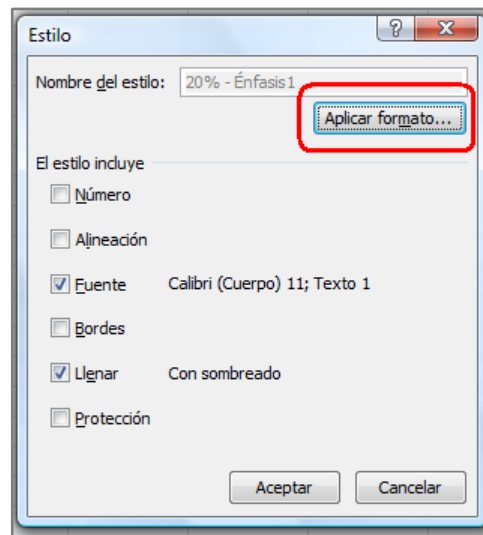 Estilo
Nombre del estilo: 20% - Énfasis1
Aplicar formato...
El estilo incluye
Número
Alineación
Fuente Calibri (Cuerpo) 11; Texto 1
Bordes
Llenar Con sombreado
Protección
Aceptar Cancelar